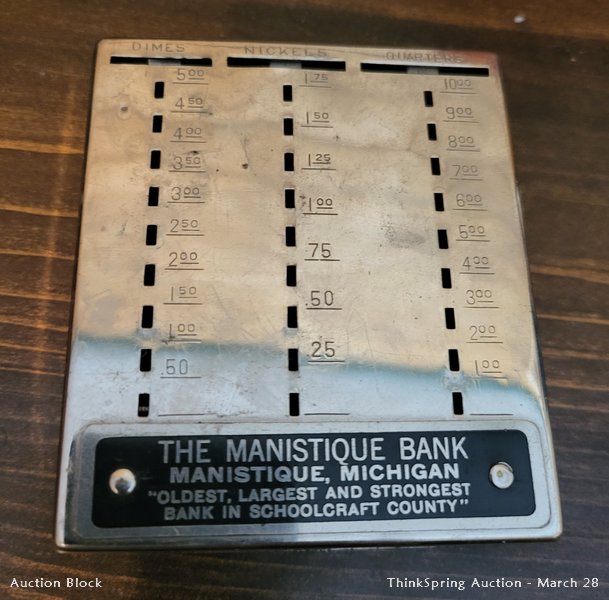 DIMES NICKELS QUARTERS
5.00 1.75 10.00
4.50 1.50 9.00
4.00 1.25 8.00
3.50 1.00 7.00
3.00 .75 6.00
2.50 .50 5.00
2.00 .25 4.00
1.50 3.00
1.00 2.00
.50 1.00
THE MANISTIQUE BANK
MANISTIQUE, MICHIGAN
"OLDEST, LARGEST AND STRONGEST
BANK IN SCHOOLCRAFT COUNTY"
Auction Block ThinkSpring Auction - March 28